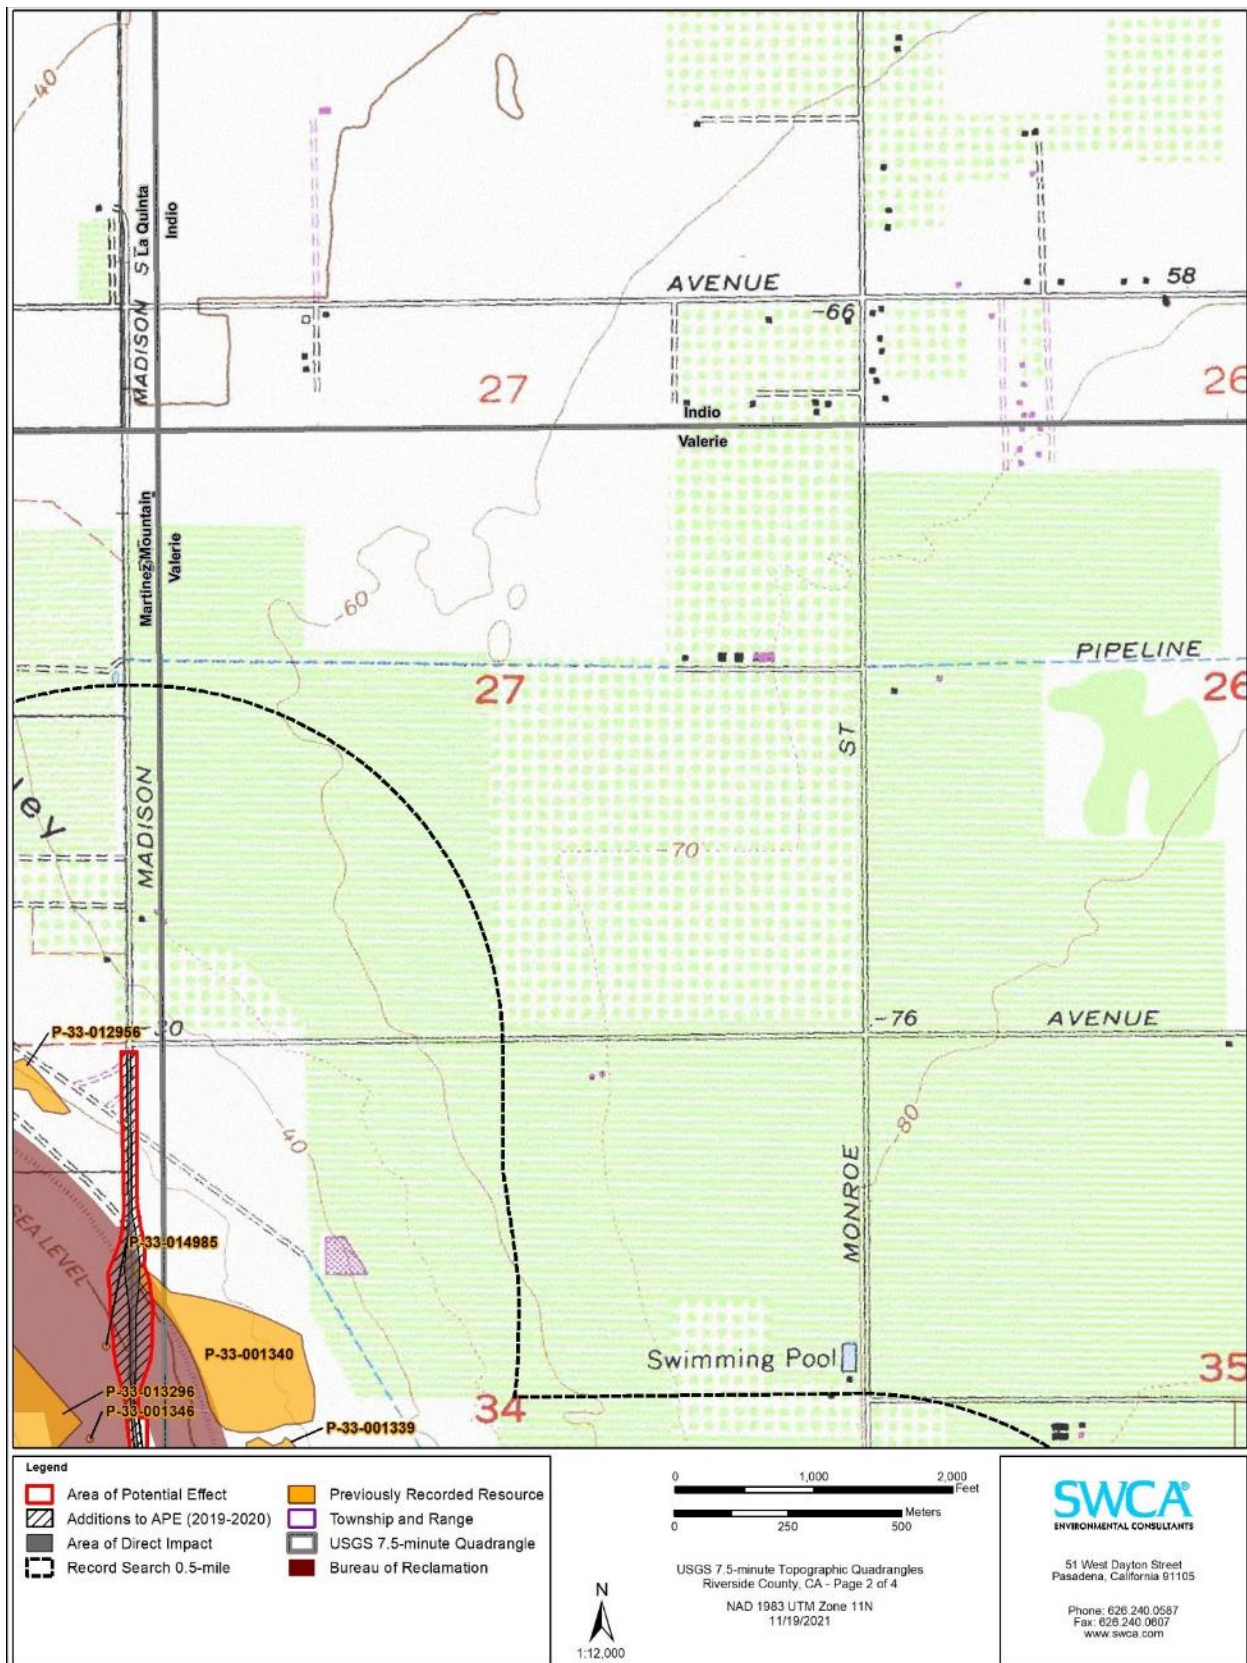 -40
La Quinta
Indio
MADISON ST
AVENUE
58
-66
27
26
Indio
Valerie
Martinez Mountain
Valerie
-60
PIPELINE
27
26
ST
ley
MADISON
-70
-30
P-33-012956
-76
AVENUE
-40
-80
MONROE
SEA LEVEL
P-33-014985
P-33-001340
Swimming Pool
35
P-33-013296
P-33-001346
34
P-33-001339
Legend
Area of Potential Effect
Additions to APE (2019-2020)
Area of Direct Impact
Record Search 0.5-mile
Previously Recorded Resource
Township and Range
USGS 7.5-minute Quadrangle
Bureau of Reclamation
0 1,000 2,000
Feet
Meters
0 250 500
USGS 7.5-minute Topographic Quadrangles
Riverside County, CA - Page 2 of 4
NAD 1983 UTM Zone 11N
11/19/2021
N
1:12,000
SWCA®
ENVIRONMENTAL CONSULTANTS
51 West Dayton Street
Pasadena, California 91105
Phone: 626.240.0587
Fax: 626.240.0607
www.swca.com